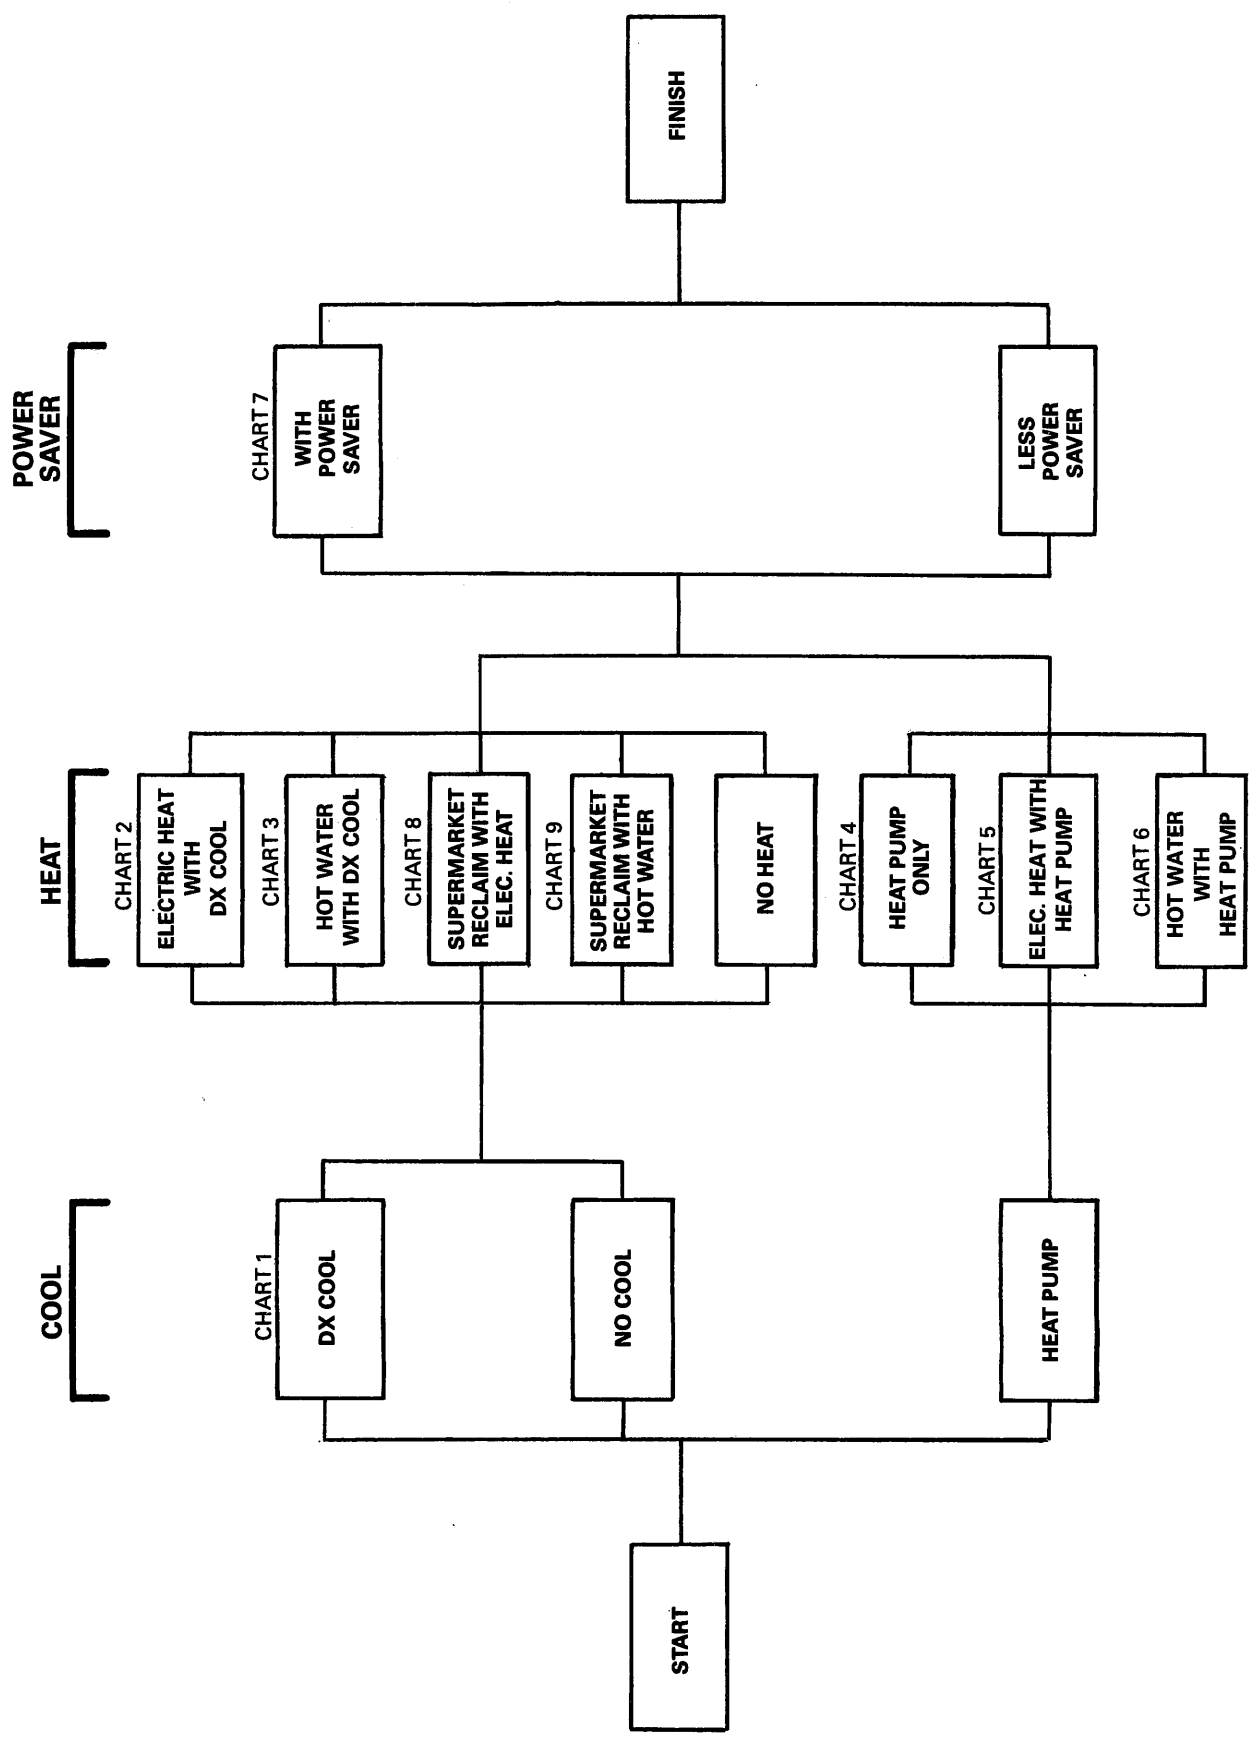 COOL
HEAT
POWER
SAVER
START
CHART 1
DX COOL
NO COOL
HEAT PUMP
CHART 2
ELECTRIC HEAT
WITH
DX COOL
CHART 3
HOT WATER
WITH DX COOL
CHART 8
SUPERMARKET
RECLAIM WITH
ELEC. HEAT
CHART 9
SUPERMARKET
RECLAIM WITH
HOT WATER
NO HEAT
CHART 4
HEAT PUMP
ONLY
CHART 5
ELEC. HEAT WITH
HEAT PUMP
CHART 6
HOT WATER
WITH
HEAT PUMP
CHART 7
WITH
POWER
SAVER
LESS
POWER
SAVER
FINISH